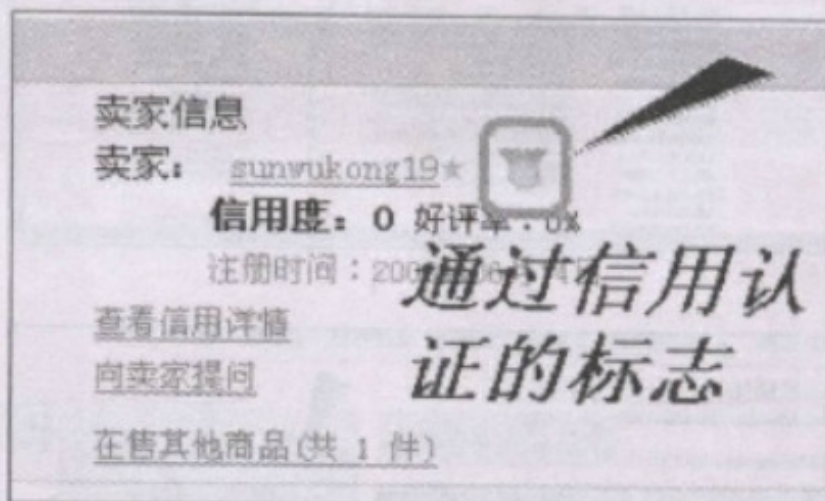 卖家信息
卖家：sunwukong19★
信用度：0 好评率：0%
注册时间：200
通过信用认
证的标志
查看信用详情
向卖家提问
在售其他商品(共 1 件)